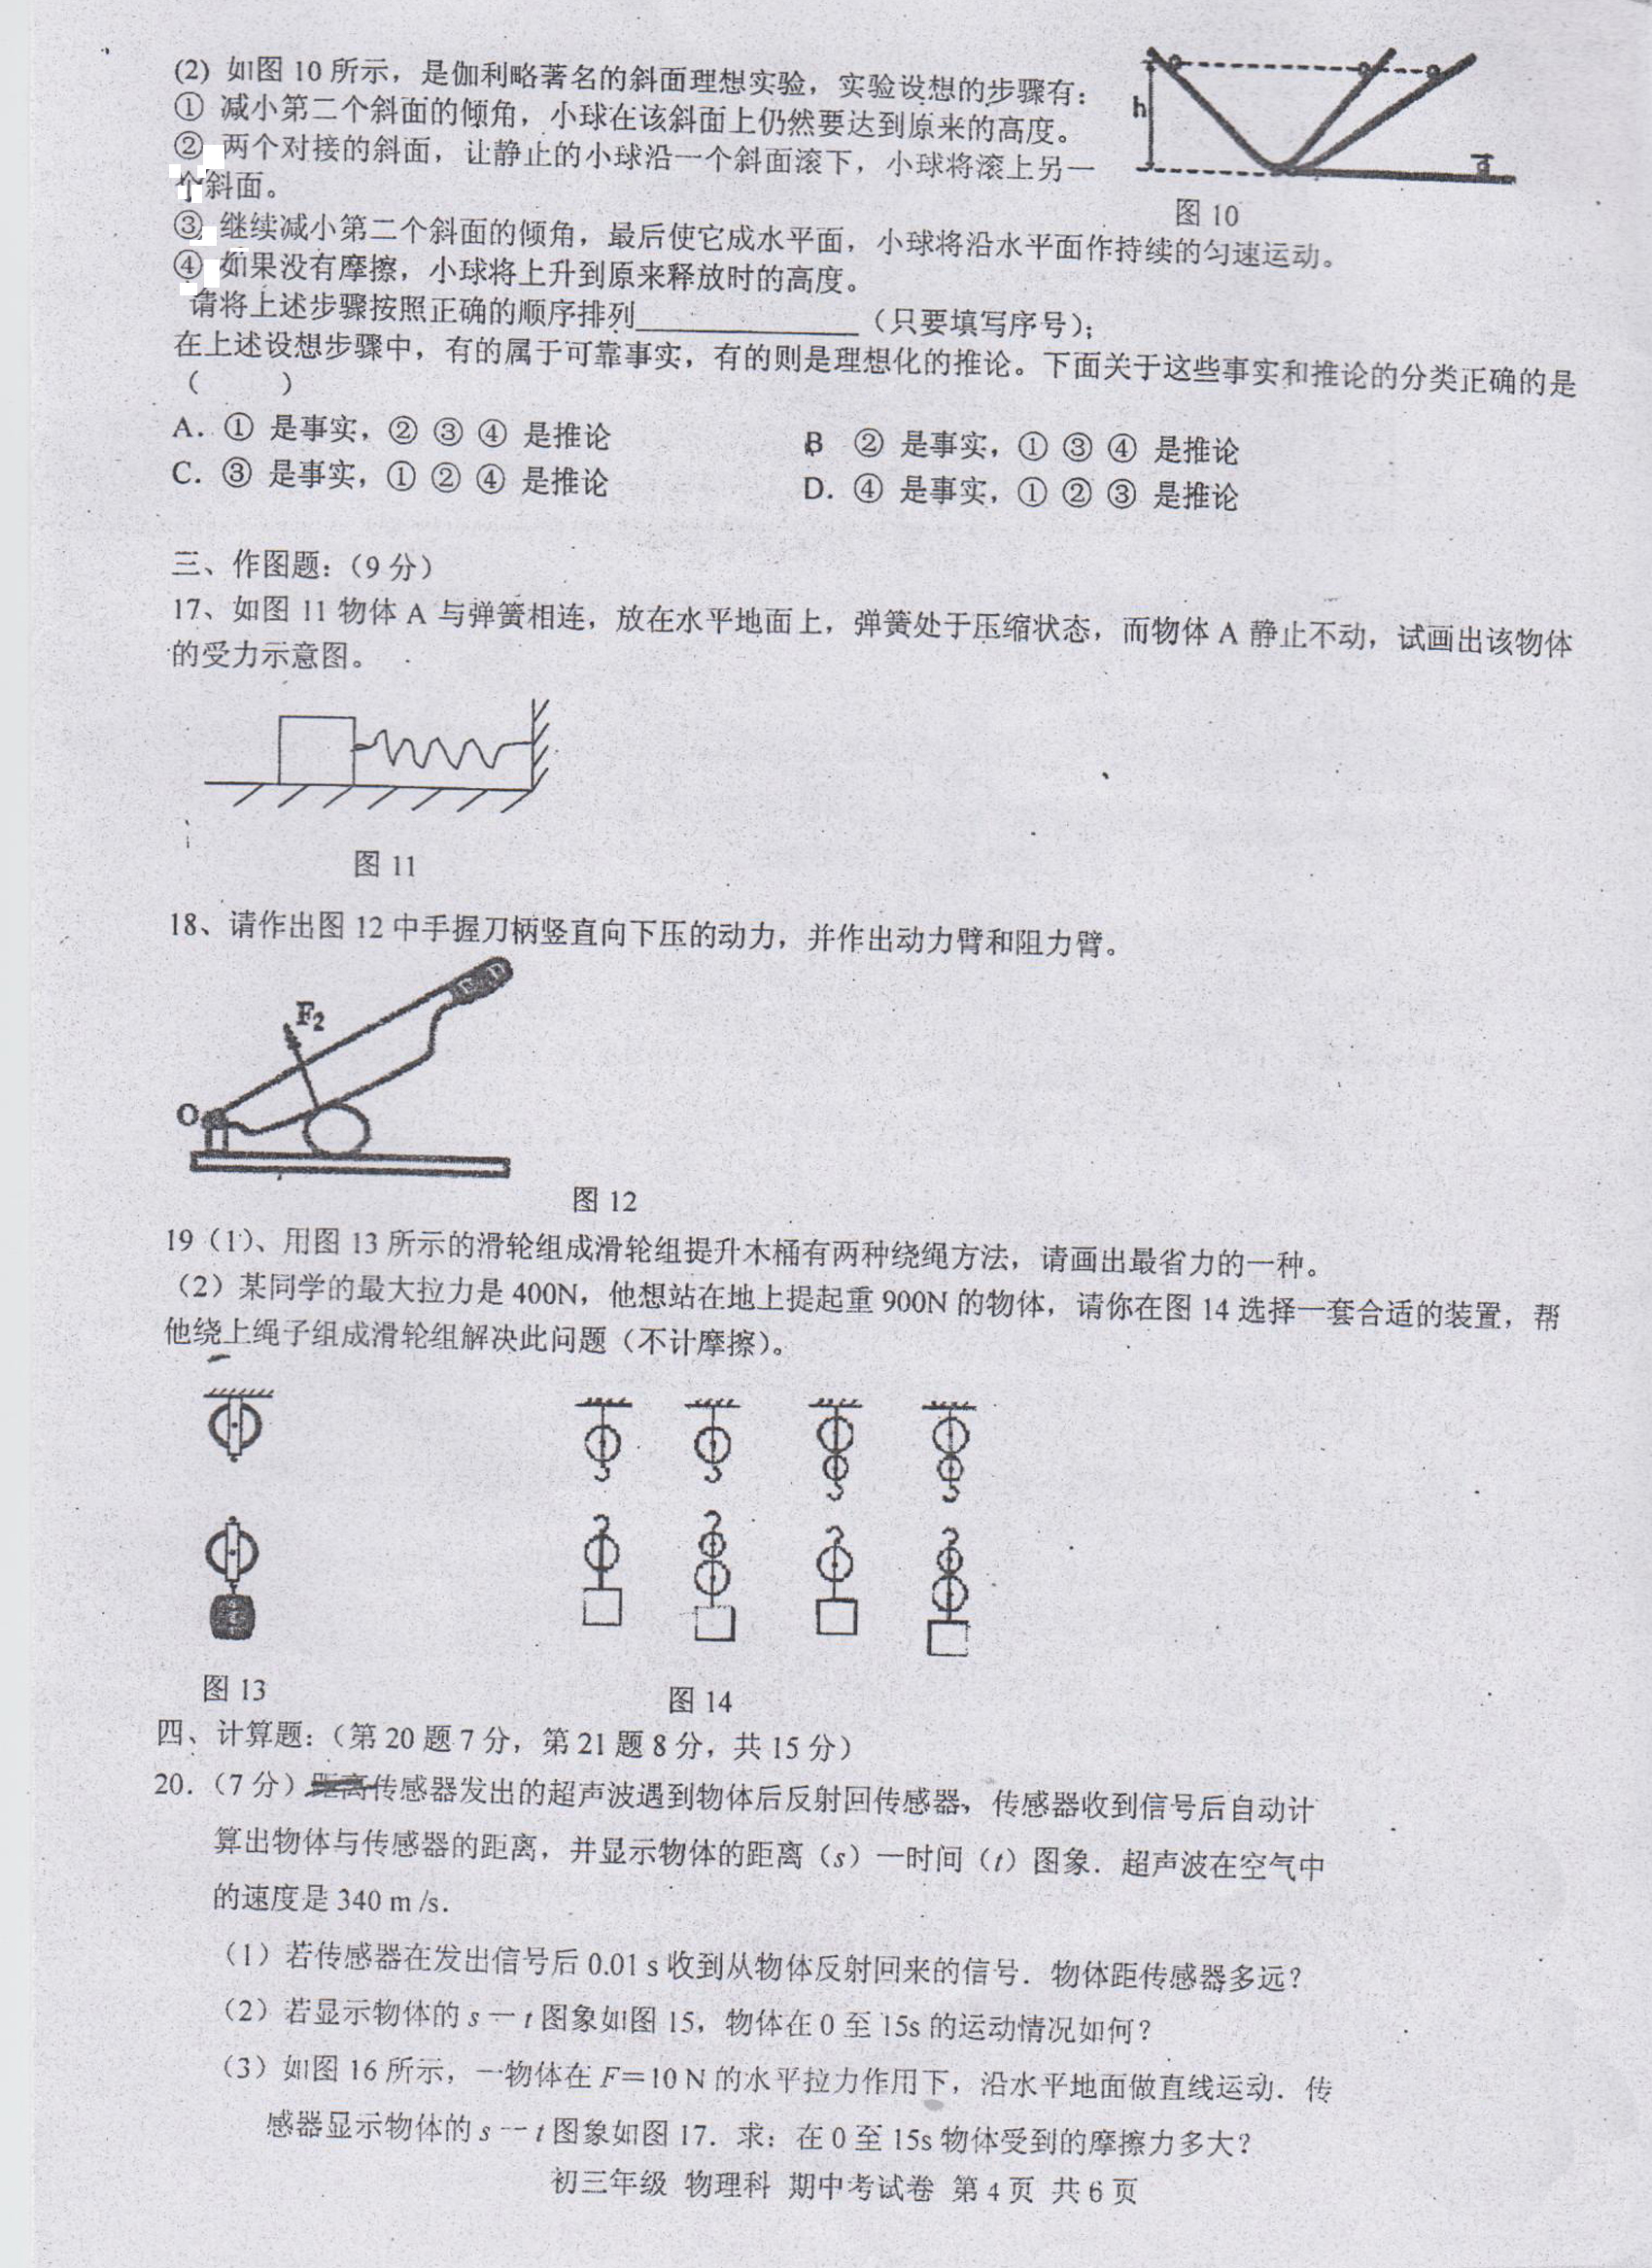 (2) 如图 10 所示，是伽利略著名的斜面理想实验，实验设想的步骤有：
① 减小第二个斜面的倾角，小球在该斜面上仍然要达到原来的高度。
② 两个对接的斜面，让静止的小球沿一个斜面滚下，小球将滚上另一
个斜面。
h
图 10
③ 继续减小第二个斜面的倾角，最后使它成水平面，小球将沿水平面作持续的匀速运动。
④ 如果没有摩擦，小球将上升到原来释放时的高度。
请将上述步骤按照正确的顺序排列______________（只要填写序号）；
在上述设想步骤中，有的属于可靠事实，有的则是理想化的推论。下面关于这些事实和推论的分类正确的是
（　　）
A．① 是事实，② ③ ④ 是推论
B ② 是事实，① ③ ④ 是推论
C．③ 是事实，① ② ④ 是推论
D．④ 是事实，① ② ③ 是推论
三、作图题：（9 分）
17、如图 11 物体 A 与弹簧相连，放在水平地面上，弹簧处于压缩状态，而物体 A 静止不动，试画出该物体
的受力示意图。
图 11
18、请作出图 12 中手握刀柄竖直向下压的动力，并作出动力臂和阻力臂。
F₂
O
图 12
19（1）、用图 13 所示的滑轮组成滑轮组提升木桶有两种绕绳方法，请画出最省力的一种。
（2）某同学的最大拉力是 400N，他想站在地上提起重 900N 的物体，请你在图 14 选择一套合适的装置，帮
他绕上绳子组成滑轮组解决此问题（不计摩擦）。
图 13
图 14
四、计算题：（第 20 题 7 分，第 21 题 8 分，共 15 分）
20．（7 分）距离传感器发出的超声波遇到物体后反射回传感器，传感器收到信号后自动计
算出物体与传感器的距离，并显示物体的距离（s）一时间（t）图象．超声波在空气中
的速度是 340 m /s．
（1）若传感器在发出信号后 0.01 s 收到从物体反射回来的信号．物体距传感器多远？
（2）若显示物体的 s 一 t 图象如图 15，物体在 0 至 15s 的运动情况如何？
（3）如图 16 所示，一物体在 F＝10 N 的水平拉力作用下，沿水平地面做直线运动．传
感器显示物体的 s 一 t 图象如图 17．求：在 0 至 15s 物体受到的摩擦力多大？
初三年级 物理科 期中考试卷 第 4 页 共 6 页